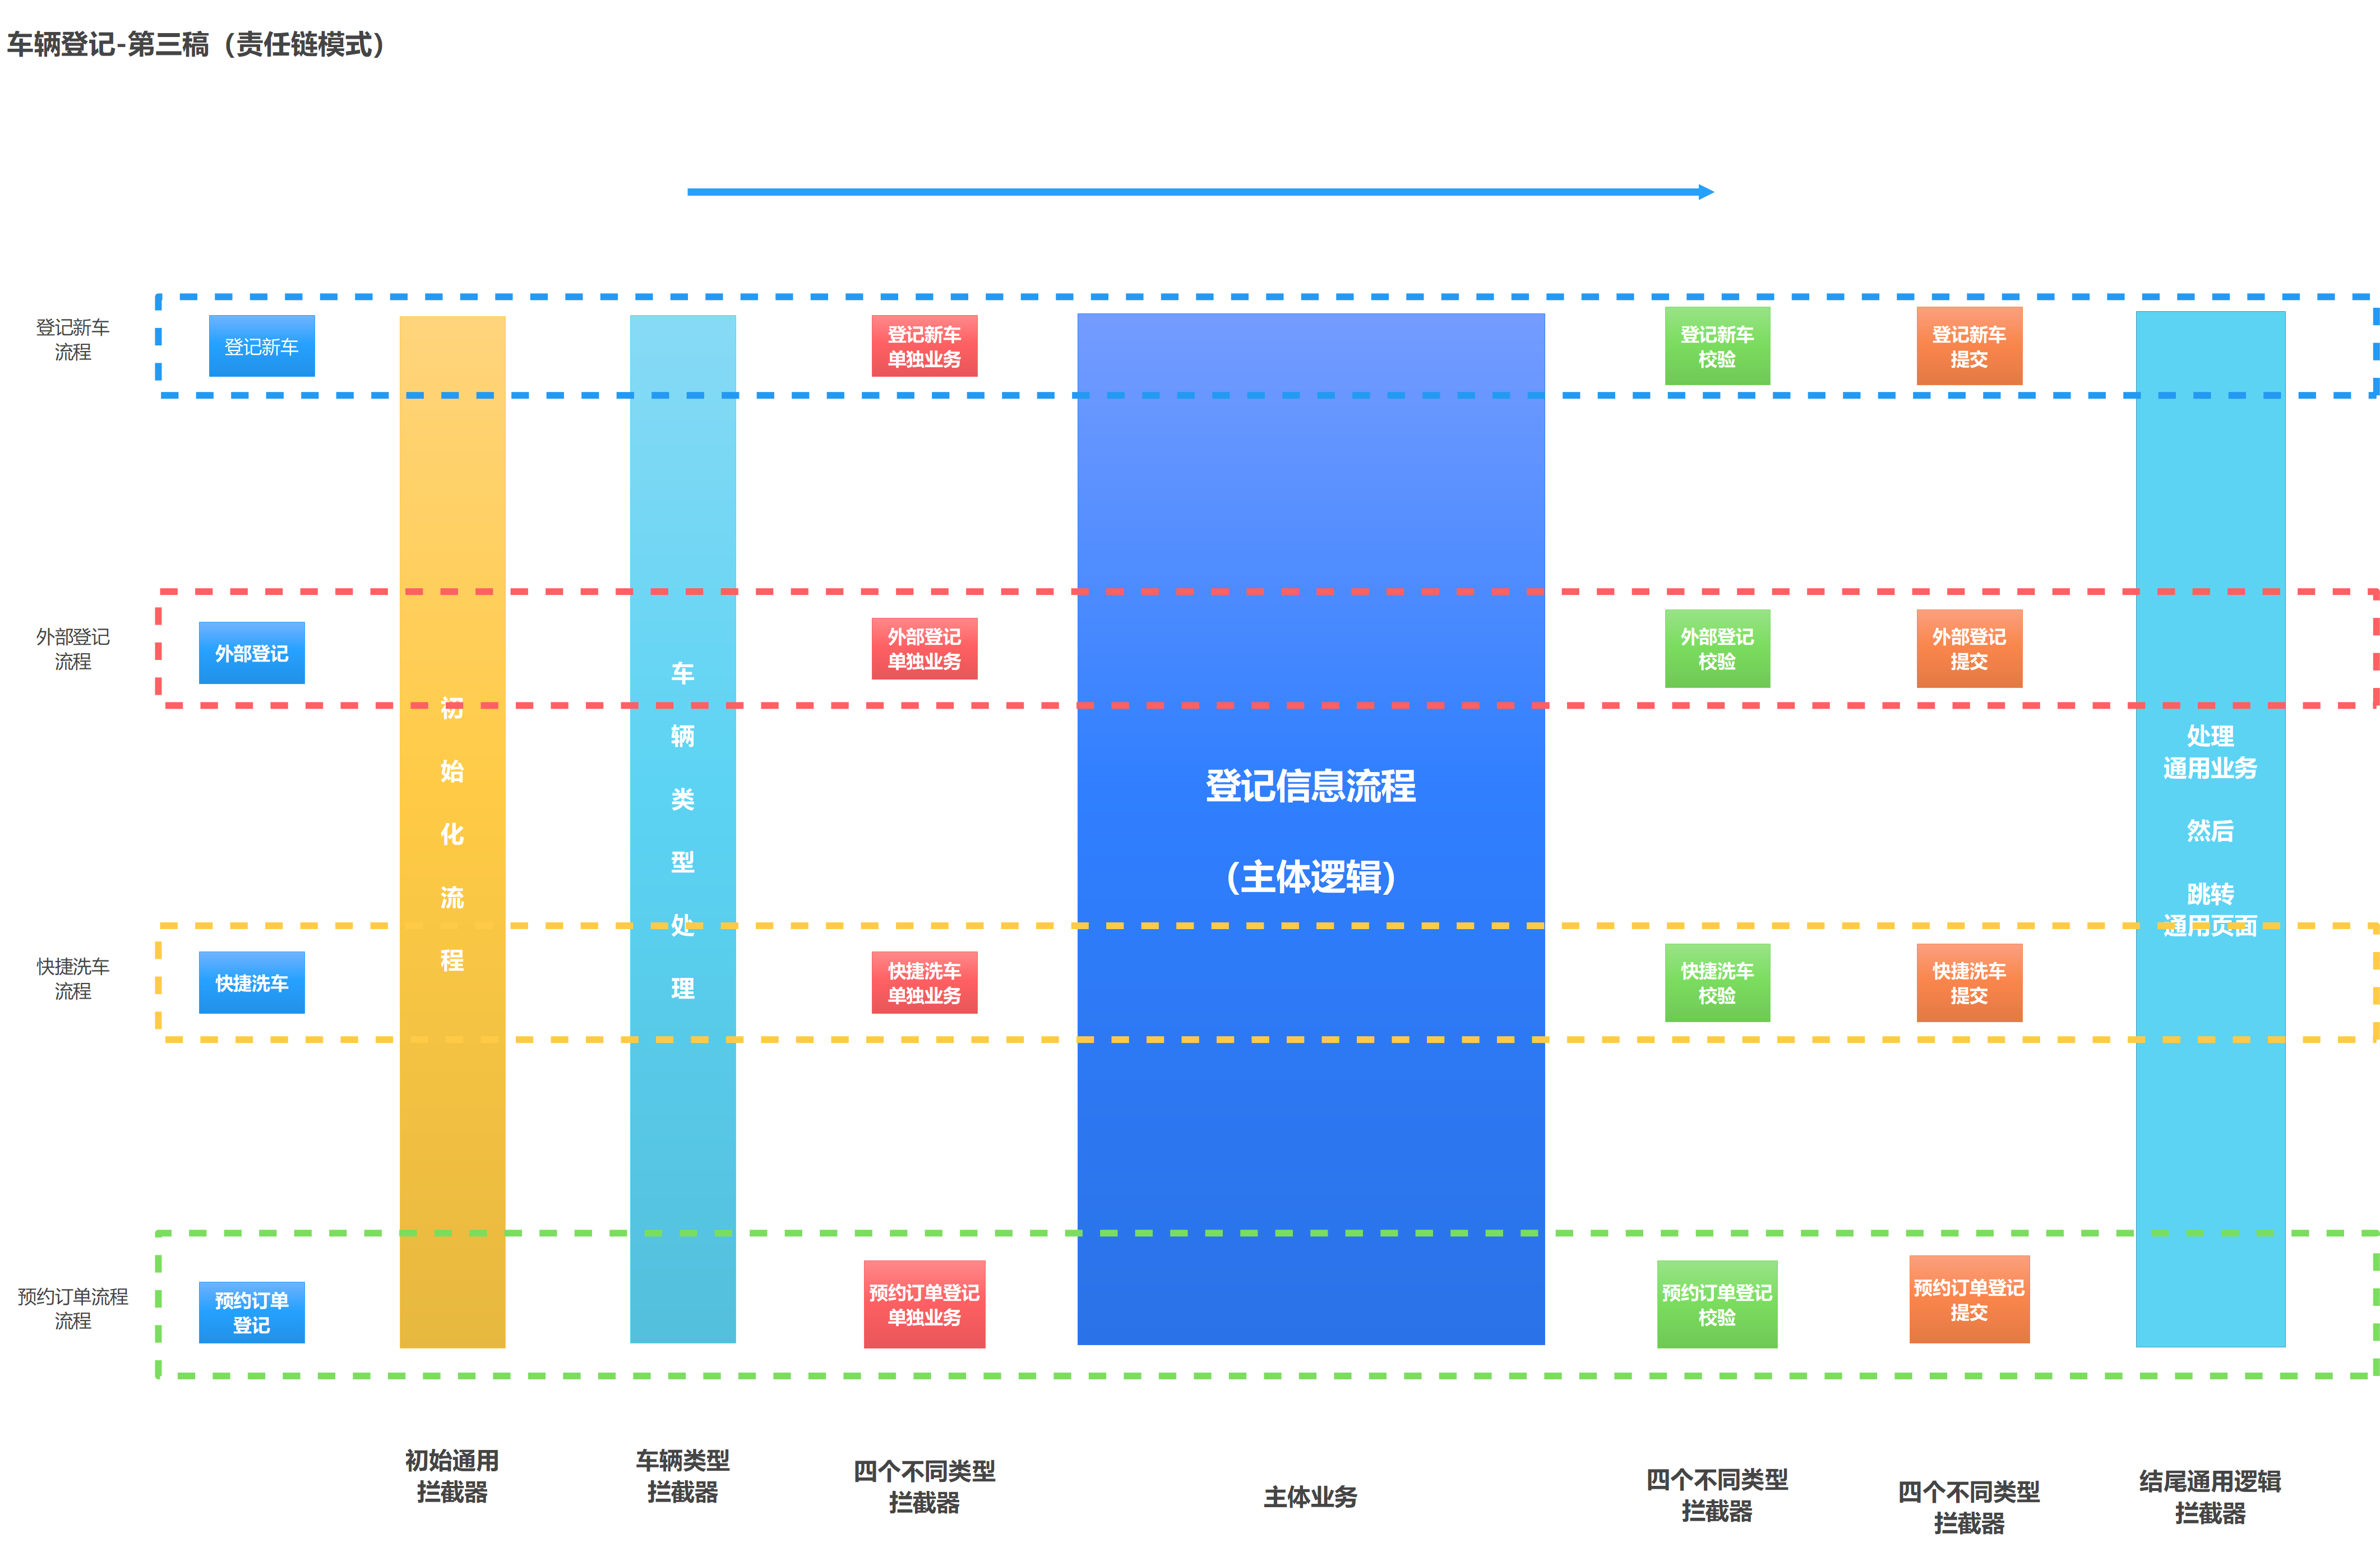 车辆登记-第三稿（责任链模式）
登记新车
流程
登记新车
登记新车
单独业务
登记新车
校验
登记新车
提交
外部登记
流程
外部登记
外部登记
单独业务
外部登记
校验
外部登记
提交
初
始
化
流
程
车
辆
类
型
处
理
登记信息流程
（主体逻辑）
处理
通用业务
然后
跳转
通用页面
快捷洗车
流程
快捷洗车
快捷洗车
单独业务
快捷洗车
校验
快捷洗车
提交
预约订单流程
流程
预约订单
登记
预约订单登记
单独业务
预约订单登记
校验
预约订单登记
提交
初始通用
拦截器
车辆类型
拦截器
四个不同类型
拦截器
主体业务
四个不同类型
拦截器
四个不同类型
拦截器
结尾通用逻辑
拦截器